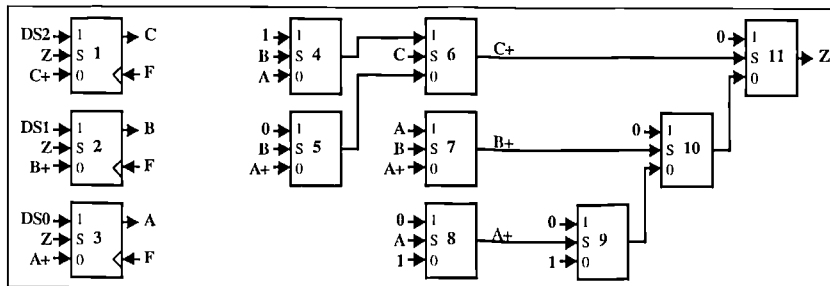 DS2 1 C
Z S 1
C+ 0 F
DS1 1 B
Z S 2
B+ 0 F
DS0 1 A
Z S 3
A+ 0 F
1 1
B S 4
A 0
0 1
B S 5
A+ 0
1
C S 6 C+
0
A 1
B S 7 B+
A+ 0
0 1
A S 8 A+
1 0
0 1
S 9
1 0
0 1
S 10
0
0 1
S 11 Z
0